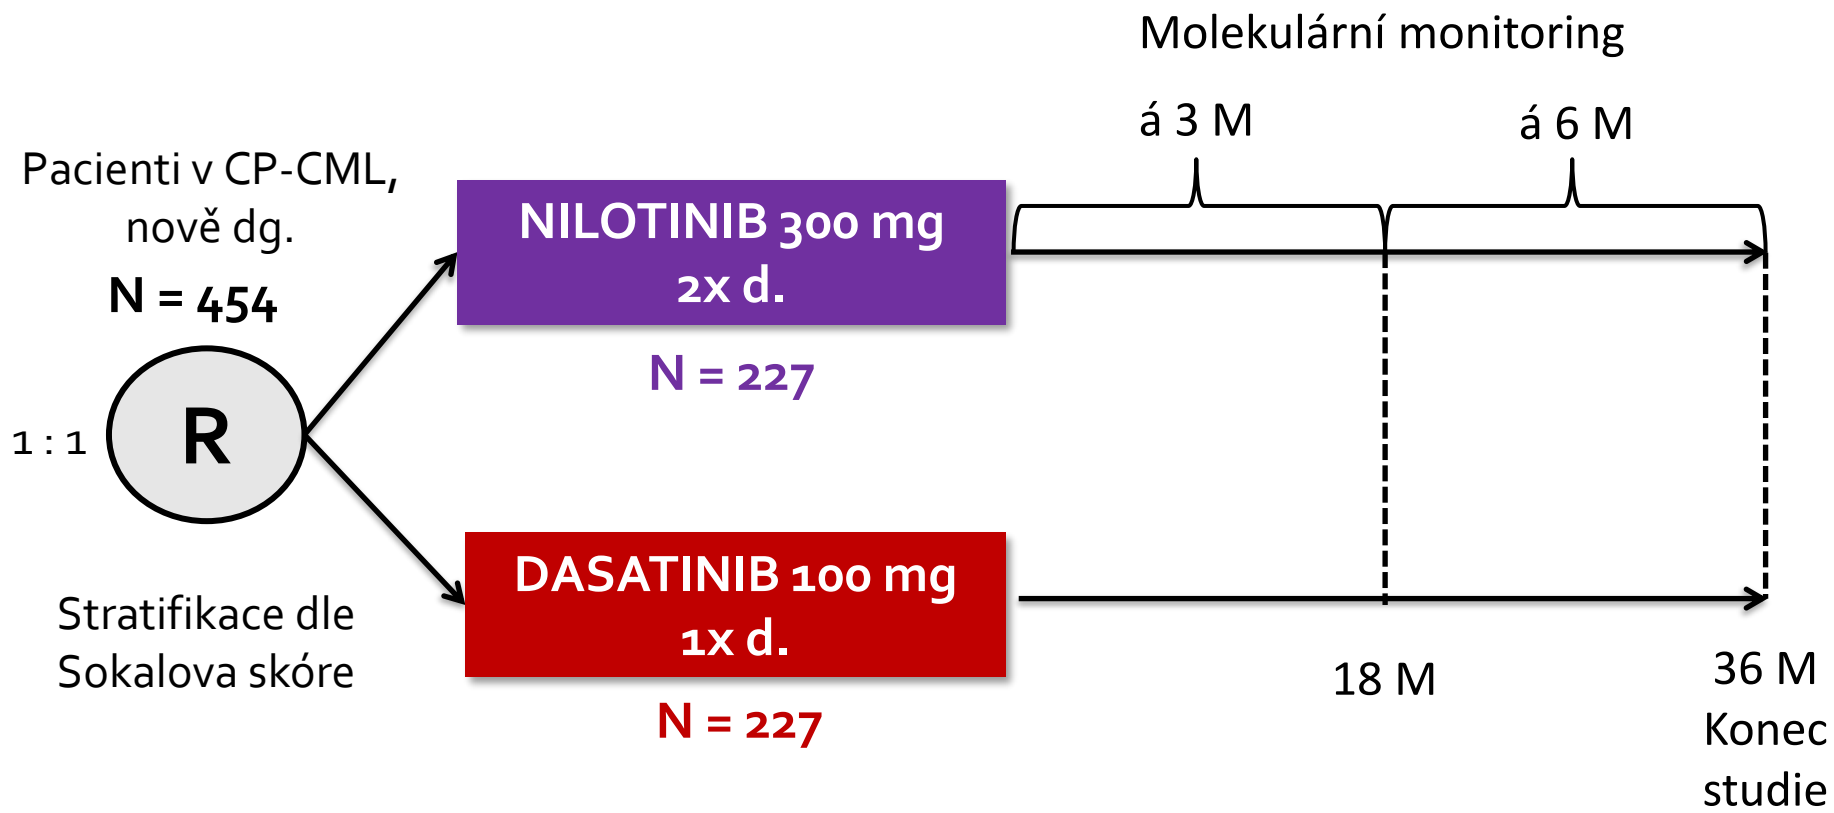 Molekulární monitoring
á 3 M
á 6 M
Pacienti v CP-CML,
nově dg.
N = 454
1 : 1
R
Stratifikace dle
Sokalova skóre
NILOTINIB 300 mg
2x d.
N = 227
DASATINIB 100 mg
1x d.
N = 227
18 M
36 M
Konec
studie